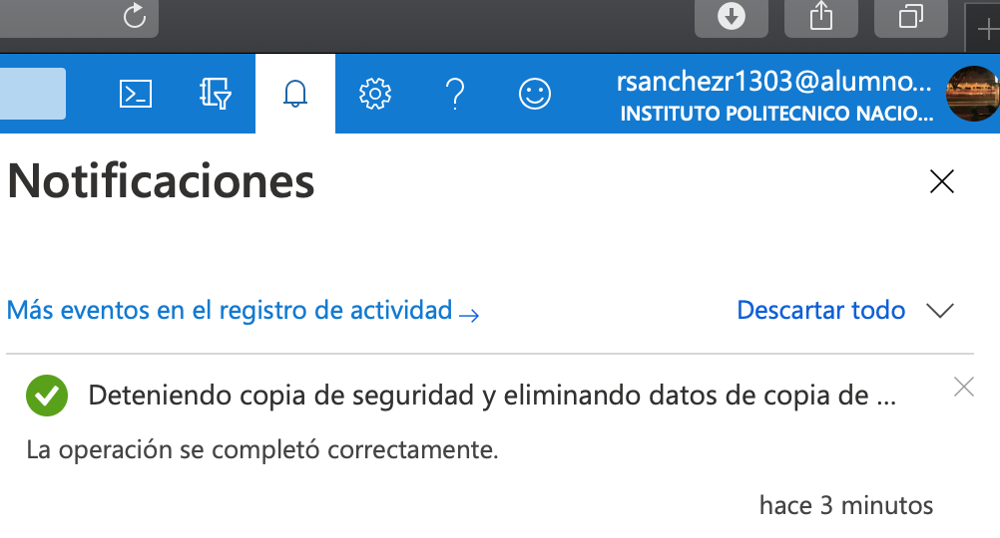 rsanchezr1303@alumno...
INSTITUTO POLITECNICO NACIO...
Notificaciones
Más eventos en el registro de actividad →
Descartar todo
Deteniendo copia de seguridad y eliminando datos de copia de ...
La operación se completó correctamente.
hace 3 minutos